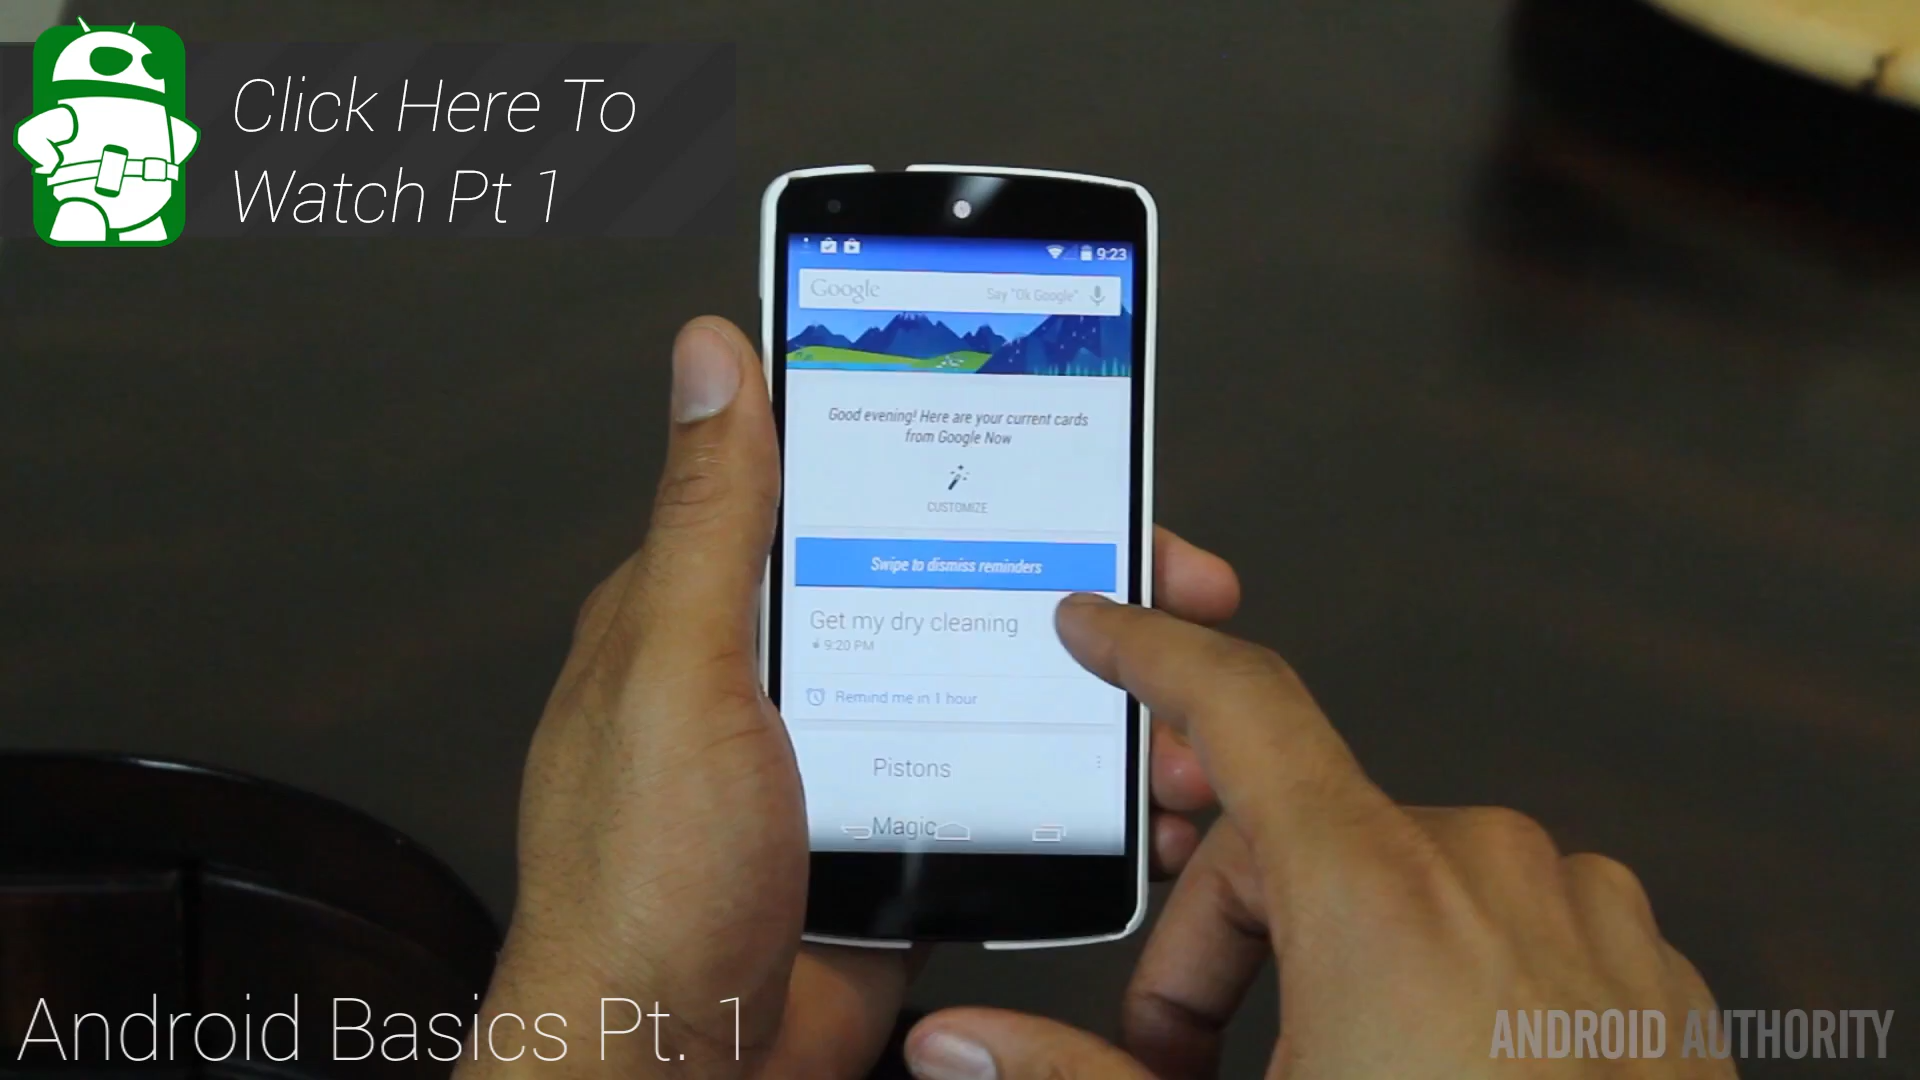 Click Here To
Watch Pt 1
9:23
Google
Say "Ok Google"
Good evening! Here are your current cards
from Google Now
CUSTOMIZE
Swipe to dismiss reminders
Get my dry cleaning
9:20 PM
Remind me in 1 hour
Pistons
Magic
Android Basics Pt. 1
ANDROID AUTHORITY